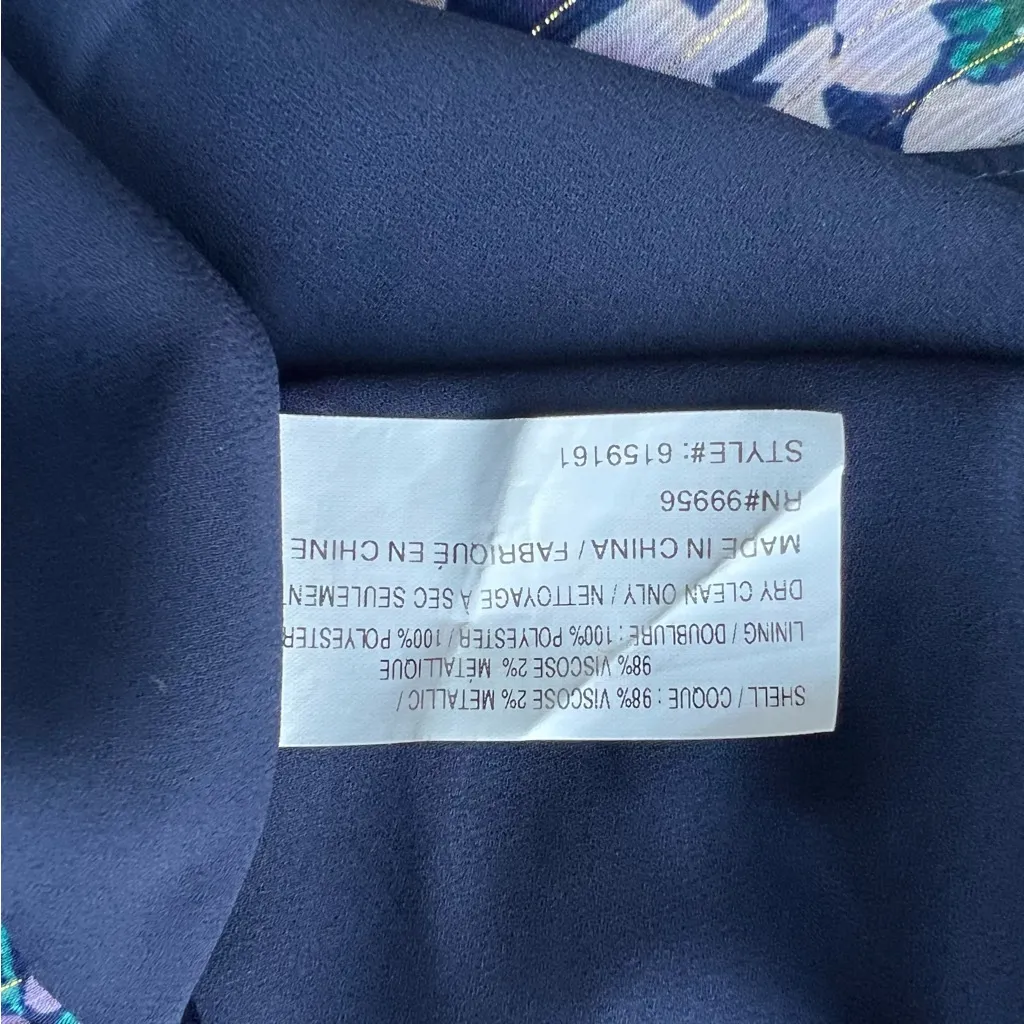 SHELL / COQUE : 98% VISCOSE 2% METALLIC /
98% VISCOSE 2% MÉTALLIQUE
LINING / DOUBLURE : 100% POLYESTER / 100% POLYESTER
DRY CLEAN ONLY / NETTOYAGE A SEC SEULEMENT
MADE IN CHINA / FABRIQUÉ EN CHINE
RN#99956
STYLE#: 6159161